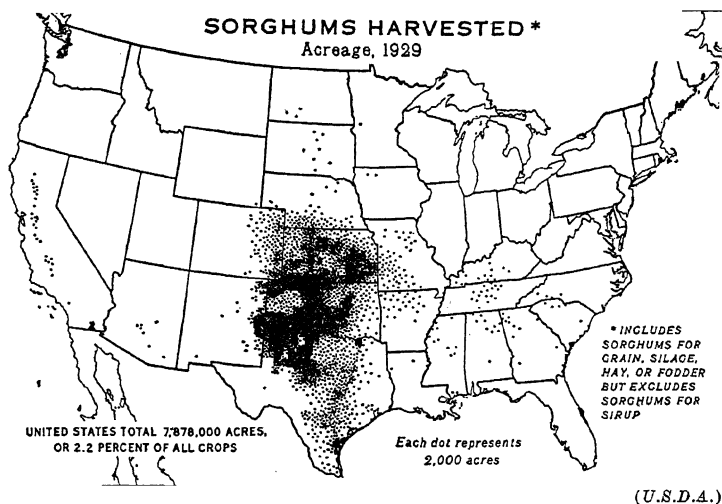 SORGHUMS HARVESTED*
Acreage, 1929
* INCLUDES
SORGHUMS FOR
GRAIN, SILAGE,
HAY, OR FODDER
BUT EXCLUDES
SORGHUMS FOR
SIRUP
UNITED STATES TOTAL 7,878,000 ACRES,
OR 2.2 PERCENT OF ALL CROPS
Each dot represents
2,000 acres
(U.S.D.A.)